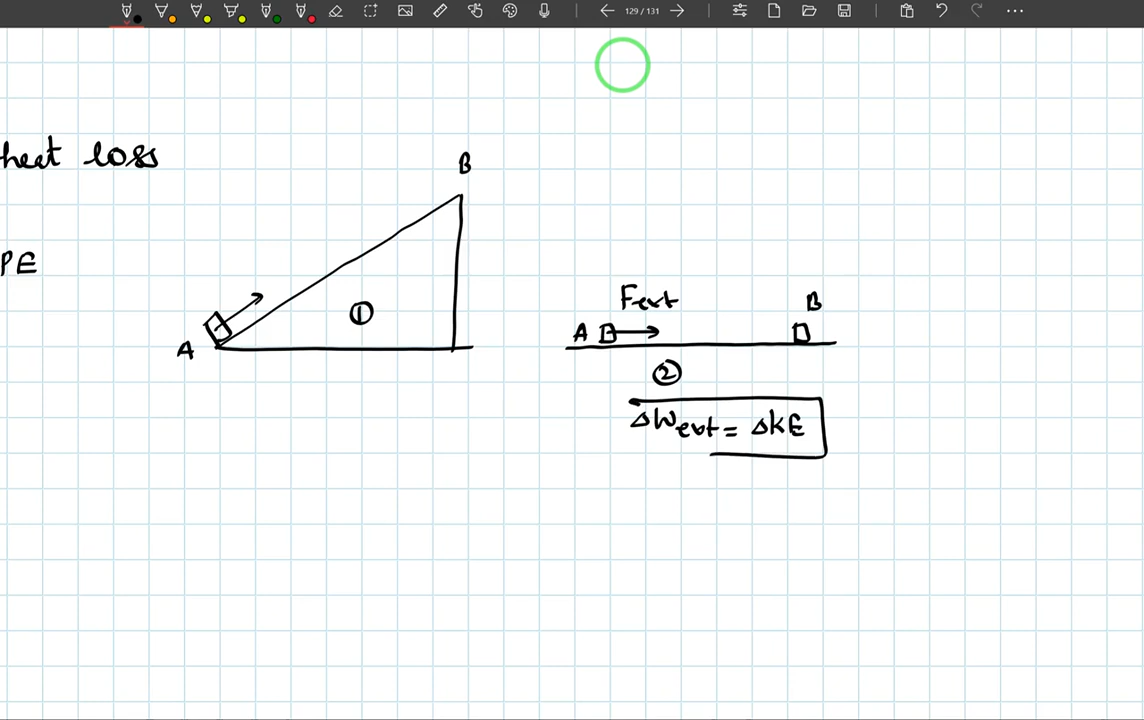 129 / 131
heat loss
PE
B
A
①
Fext
A
B
②
ΔWext = ΔKE